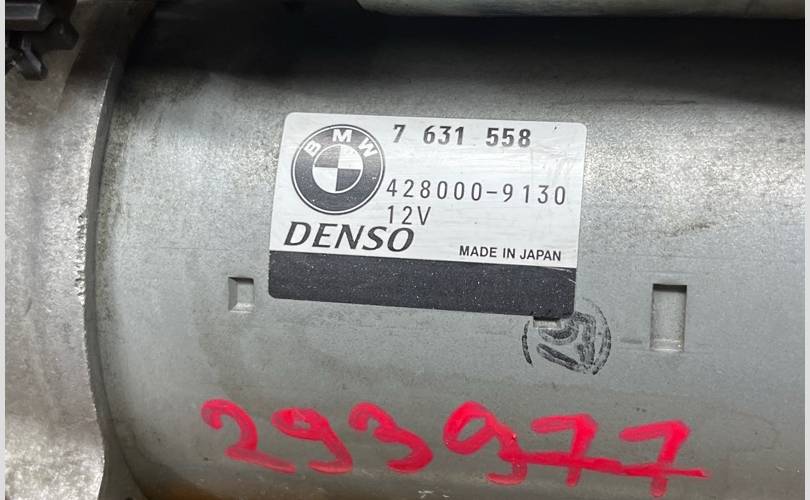 BMW
7 631 558
428000-9130
12V
DENSO
MADE IN JAPAN
293977